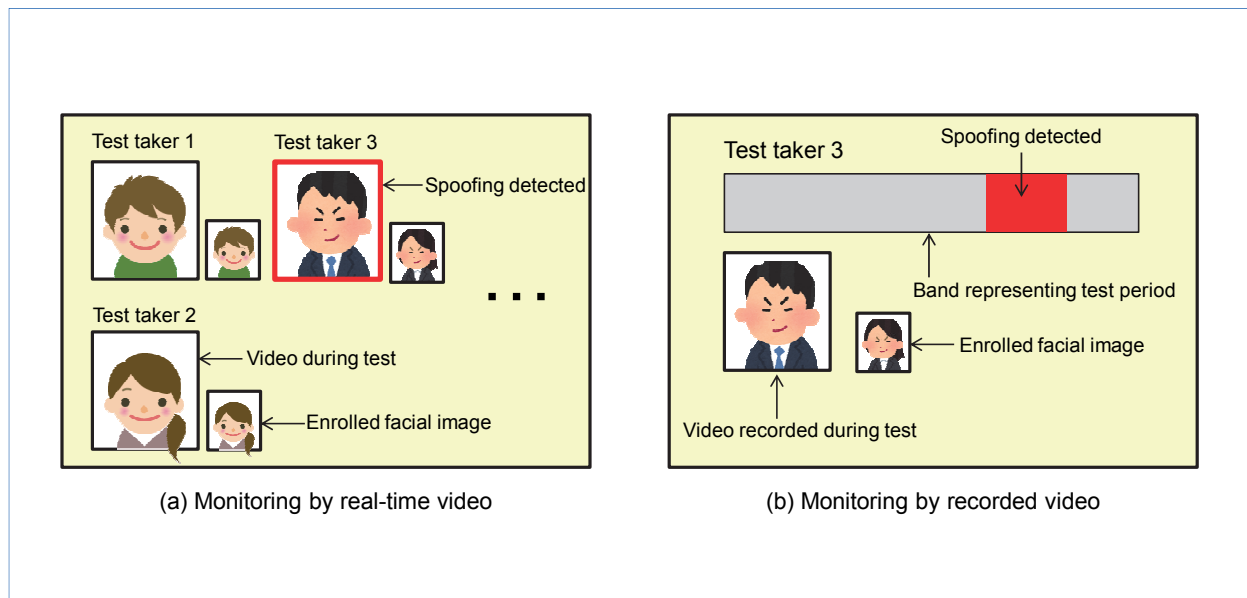 Test taker 1
Test taker 3
Spoofing detected
. . .
Test taker 2
Video during test
Enrolled facial image
(a) Monitoring by real-time video
Spoofing detected
Test taker 3
Band representing test period
Enrolled facial image
Video recorded during test
(b) Monitoring by recorded video